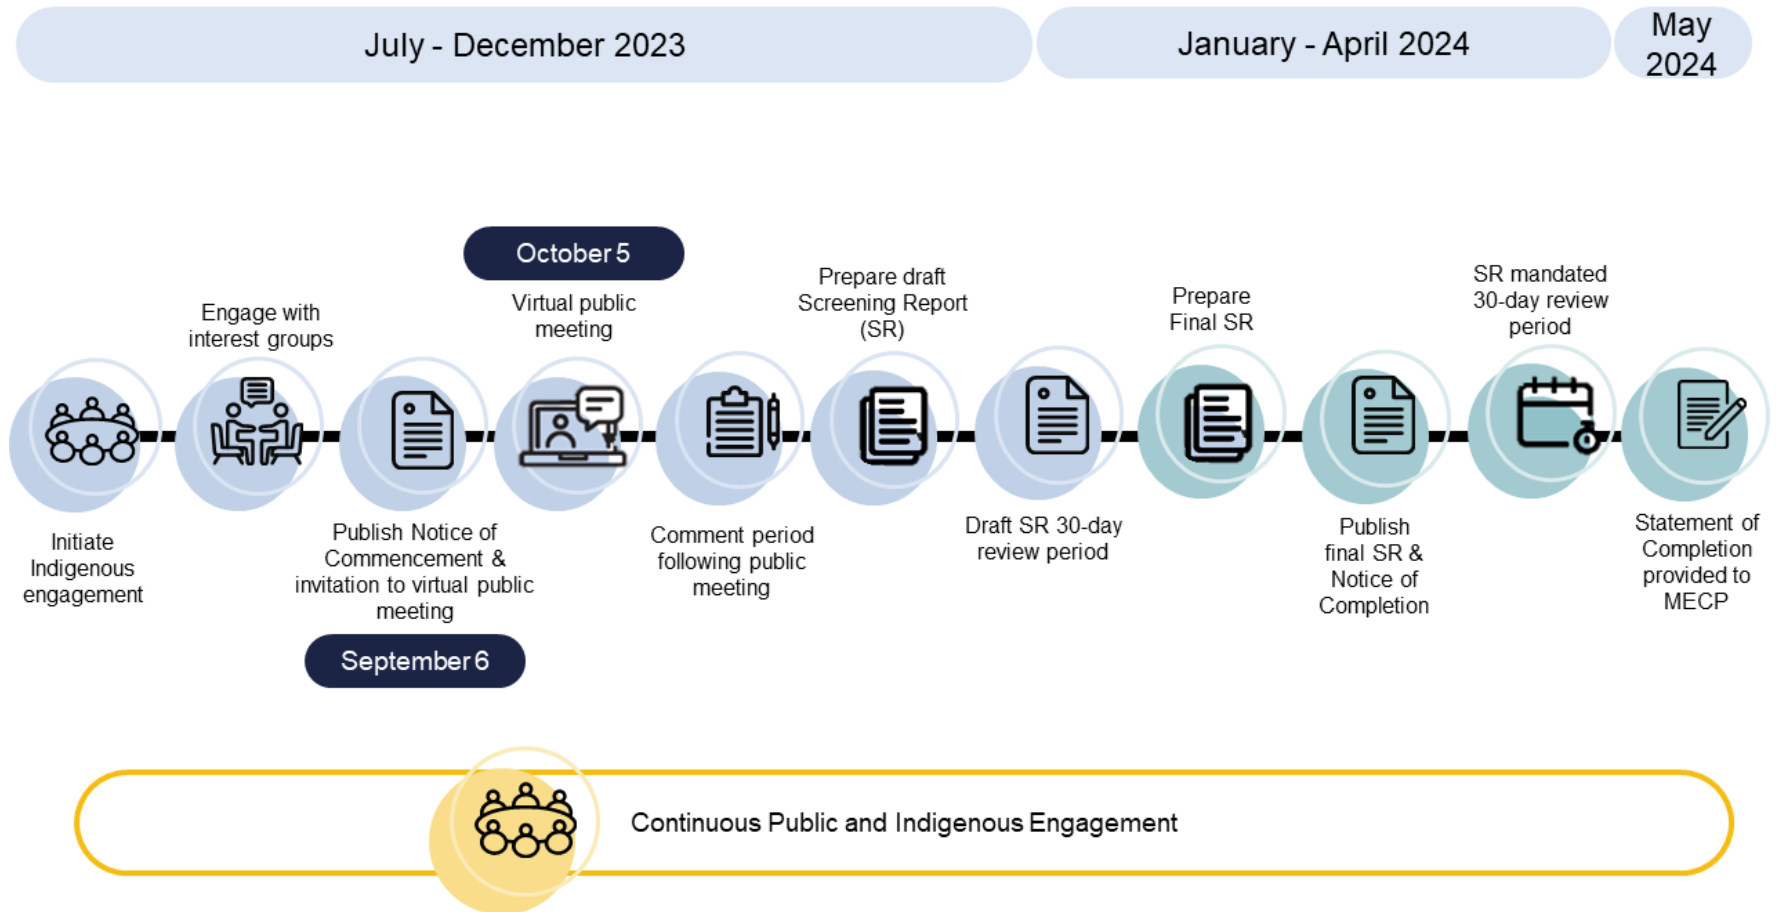 July - December 2023
January - April 2024
May
2024
Initiate
Indigenous
engagement
Engage with
interest groups
Publish Notice of
Commencement &
invitation to virtual public
meeting
September 6
October 5
Virtual public
meeting
Comment period
following public
meeting
Prepare draft
Screening Report
(SR)
Draft SR 30-day
review period
Prepare
Final SR
Publish
final SR &
Notice of
Completion
SR mandated
30-day review
period
Statement of
Completion
provided to
MECP
Continuous Public and Indigenous Engagement